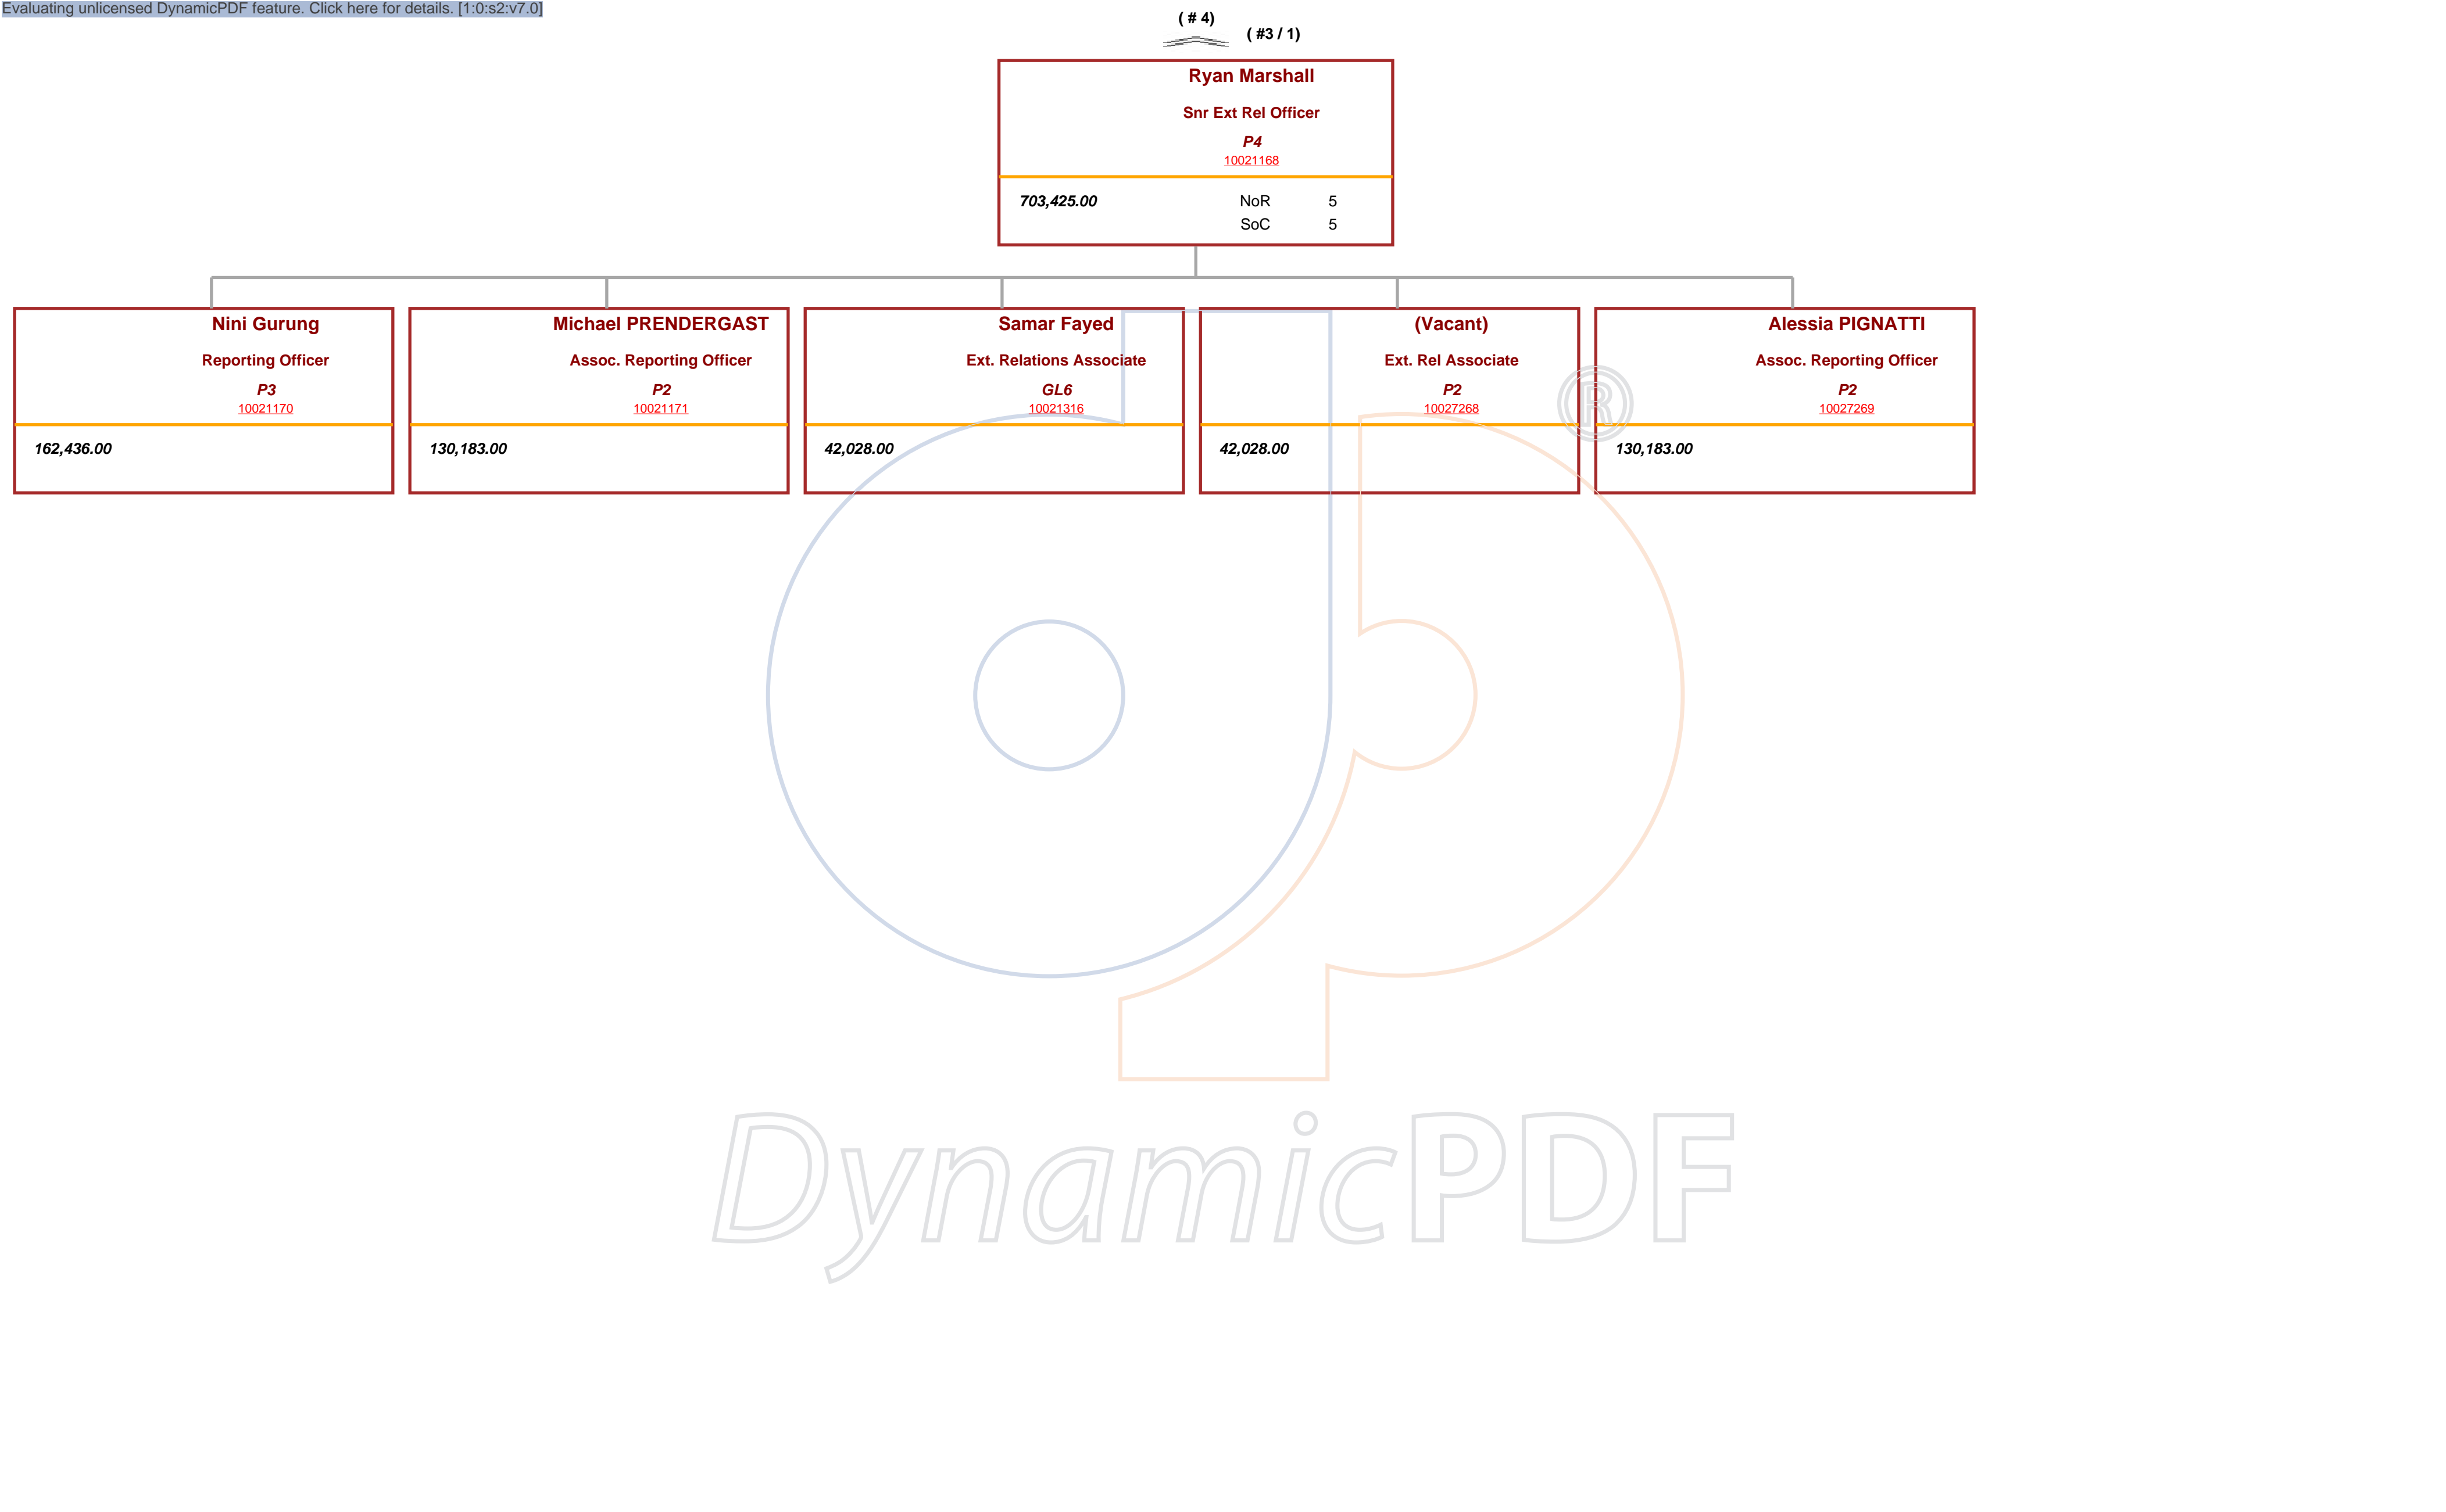 Evaluating unlicensed DynamicPDF feature. Click here for details. [1:0:s2:v7.0]
( # 4)
( #3 / 1)
Ryan Marshall
Snr Ext Rel Officer
P4
10021168
703,425.00 NoR 5
SoC 5
Nini Gurung
Reporting Officer
P3
10021170
162,436.00
Michael PRENDERGAST
Assoc. Reporting Officer
P2
10021171
130,183.00
Samar Fayed
Ext. Relations Associate
GL6
10021316
42,028.00
(Vacant)
Ext. Rel Associate
P2
10027268
42,028.00
Alessia PIGNATTI
Assoc. Reporting Officer
P2
10027269
130,183.00
®
DynamicPDF